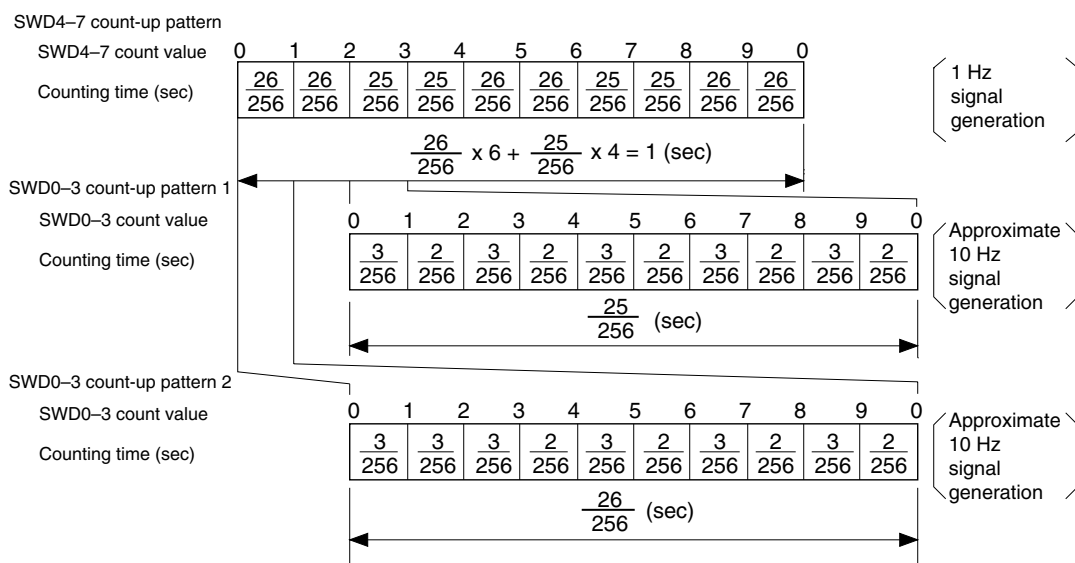 SWD4–7 count-up pattern
SWD4–7 count value 0 1 2 3 4 5 6 7 8 9 0
Counting time (sec) 26/256 26/256 25/256 25/256 26/256 26/256 25/256 25/256 26/256 26/256
1 Hz
signal
generation
26/256 x 6 + 25/256 x 4 = 1 (sec)
SWD0–3 count-up pattern 1
SWD0–3 count value 0 1 2 3 4 5 6 7 8 9 0
Counting time (sec) 3/256 2/256 3/256 2/256 3/256 2/256 3/256 2/256 3/256 2/256
Approximate
10 Hz
signal
generation
25/256 (sec)
SWD0–3 count-up pattern 2
SWD0–3 count value 0 1 2 3 4 5 6 7 8 9 0
Counting time (sec) 3/256 3/256 3/256 2/256 3/256 2/256 3/256 2/256 3/256 2/256
Approximate
10 Hz
signal
generation
26/256 (sec)